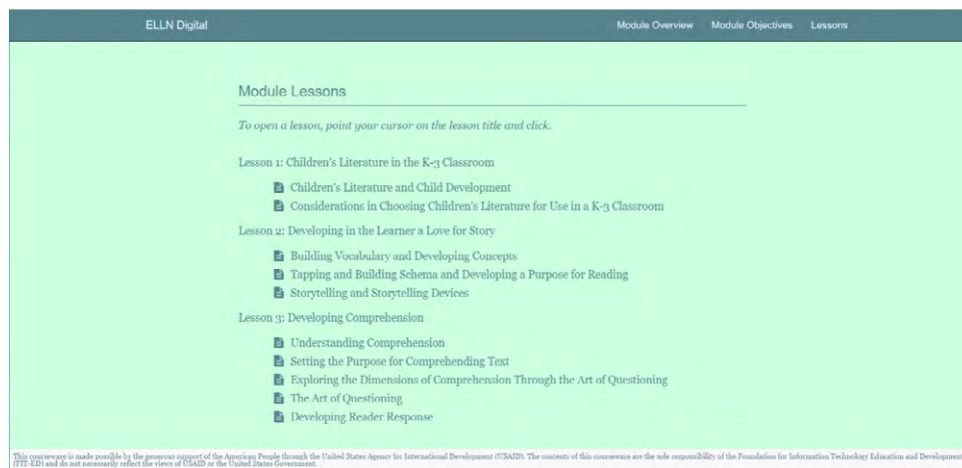 ELLN Digital
Module Overview Module Objectives Lessons
Module Lessons
To open a lesson, point your cursor on the lesson title and click.
Lesson 1: Children's Literature in the K-3 Classroom
Children's Literature and Child Development
Considerations in Choosing Children's Literature for Use in a K-3 Classroom
Lesson 2: Developing in the Learner a Love for Story
Building Vocabulary and Developing Concepts
Tapping and Building Schema and Developing a Purpose for Reading
Storytelling and Storytelling Devices
Lesson 3: Developing Comprehension
Understanding Comprehension
Setting the Purpose for Comprehending Text
Exploring the Dimensions of Comprehension Through the Art of Questioning
The Art of Questioning
Developing Reader Response
This courseware is made possible by the generous support of the American People through the United States Agency for International Development (USAID). The contents of this courseware are the sole responsibility of the Foundation for Information Technology Education and Development
(FIT-ED) and do not necessarily reflect the views of USAID or the United States Government.